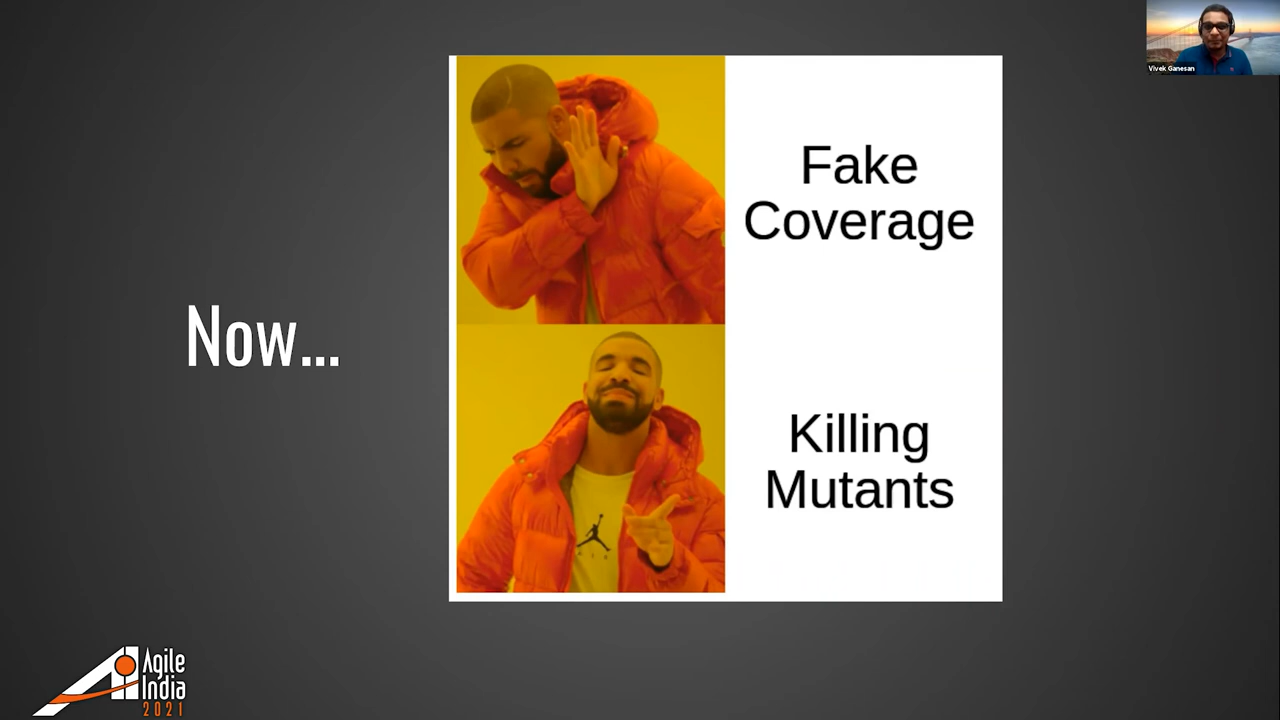 Vivek Ganesan
Fake
Coverage
Now...
Killing
Mutants
Agile
India
2021